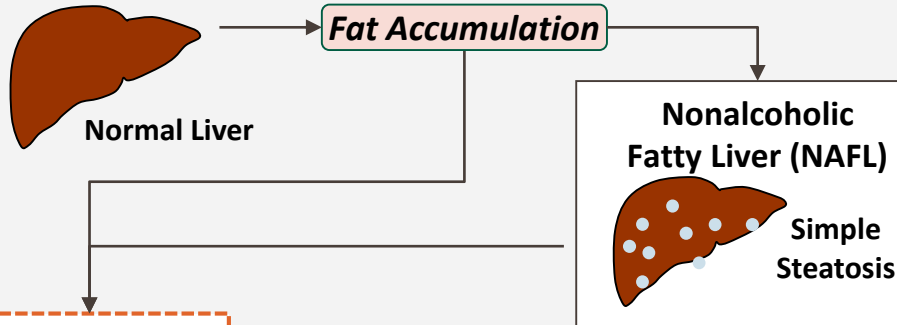 Fat Accumulation
Normal Liver
Nonalcoholic
Fatty Liver (NAFL)
Simple
Steatosis